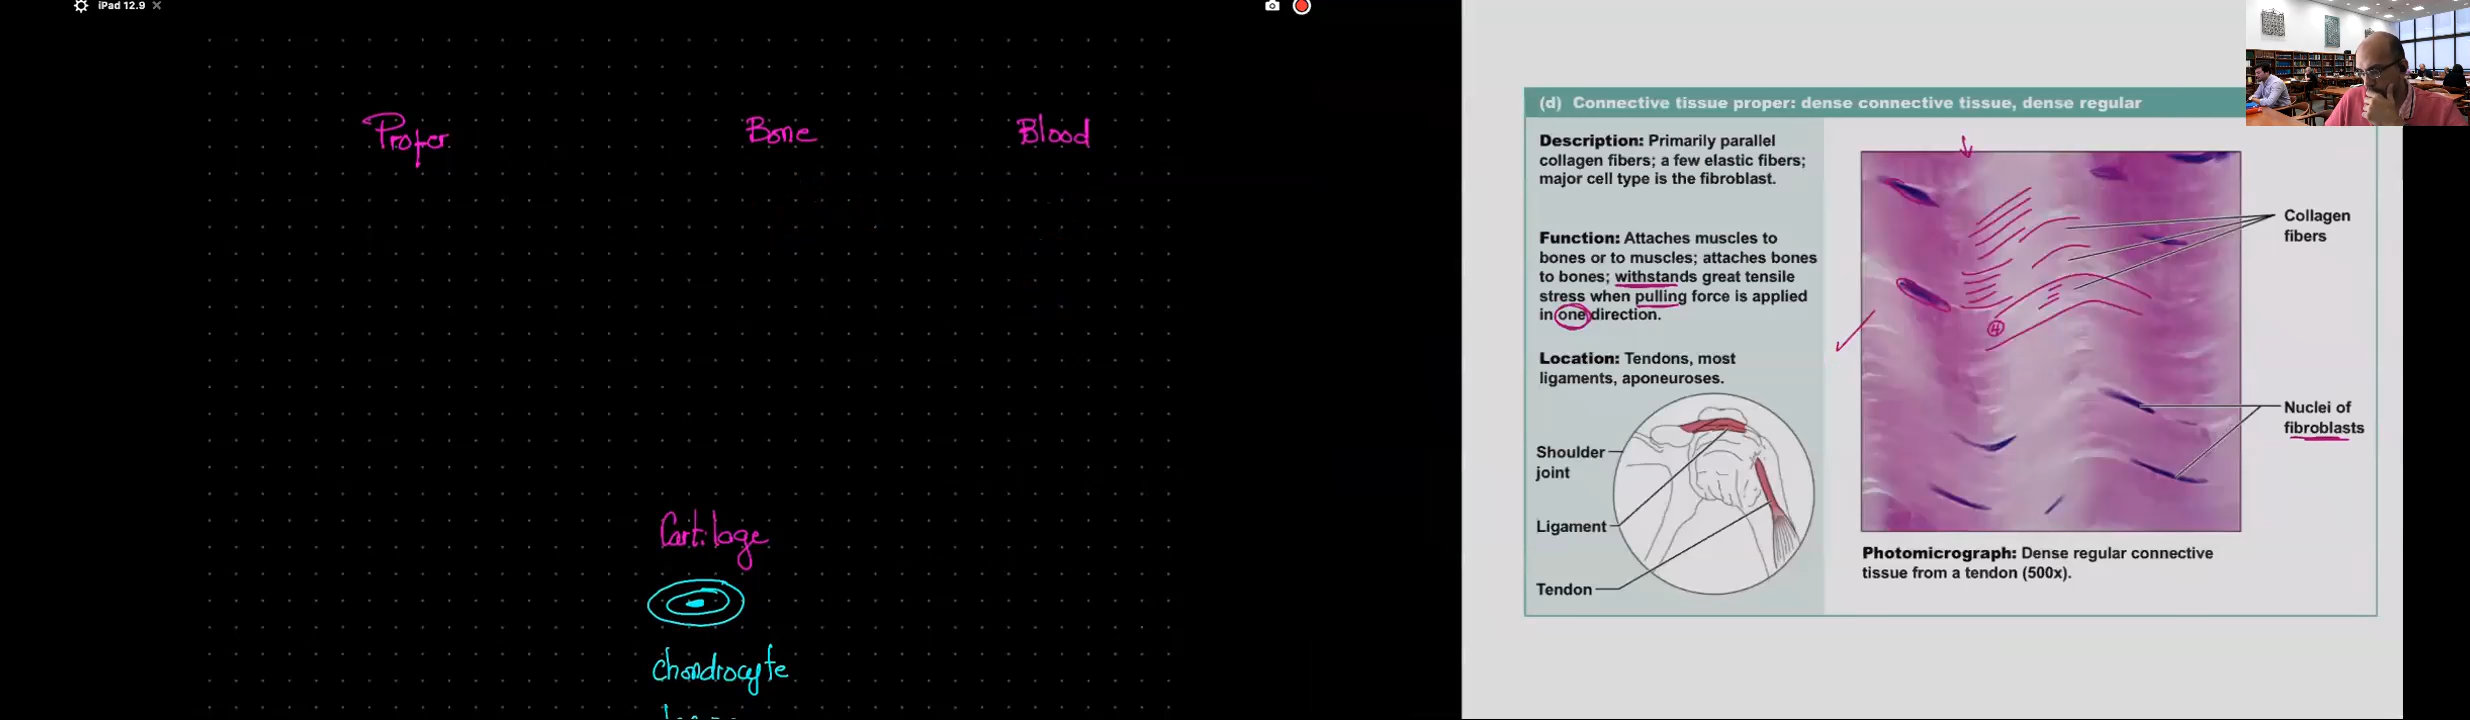 iPad 12.9
Proper
Bone
Blood
Cartilage
Chondrocyte
(d) Connective tissue proper: dense connective tissue, dense regular
Description: Primarily parallel
collagen fibers; a few elastic fibers;
major cell type is the fibroblast.
Function: Attaches muscles to
bones or to muscles; attaches bones
to bones; withstands great tensile
stress when pulling force is applied
in one direction.
Location: Tendons, most
ligaments, aponeuroses.
Shoulder
joint
Ligament
Tendon
Collagen
fibers
Nuclei of
fibroblasts
Photomicrograph: Dense regular connective
tissue from a tendon (500x).